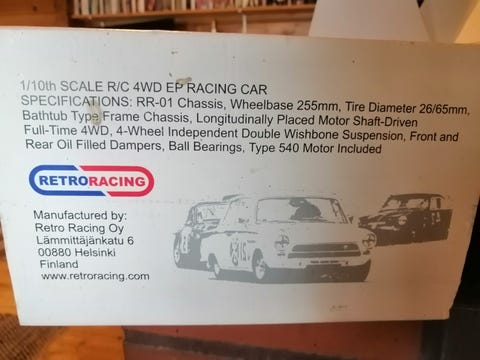 1/10th SCALE R/C 4WD EP RACING CAR
SPECIFICATIONS: RR-01 Chassis, Wheelbase 255mm, Tire Diameter 26/65mm,
Bathtub Type Frame Chassis, Longitudinally Placed Motor Shaft-Driven
Full-Time 4WD, 4-Wheel Independent Double Wishbone Suspension, Front and
Rear Oil Filled Dampers, Ball Bearings, Type 540 Motor Included
RETRORACING
Manufactured by:
Retro Racing Oy
Lämmittäjänkatu 6
00880 Helsinki
Finland
www.retroracing.com